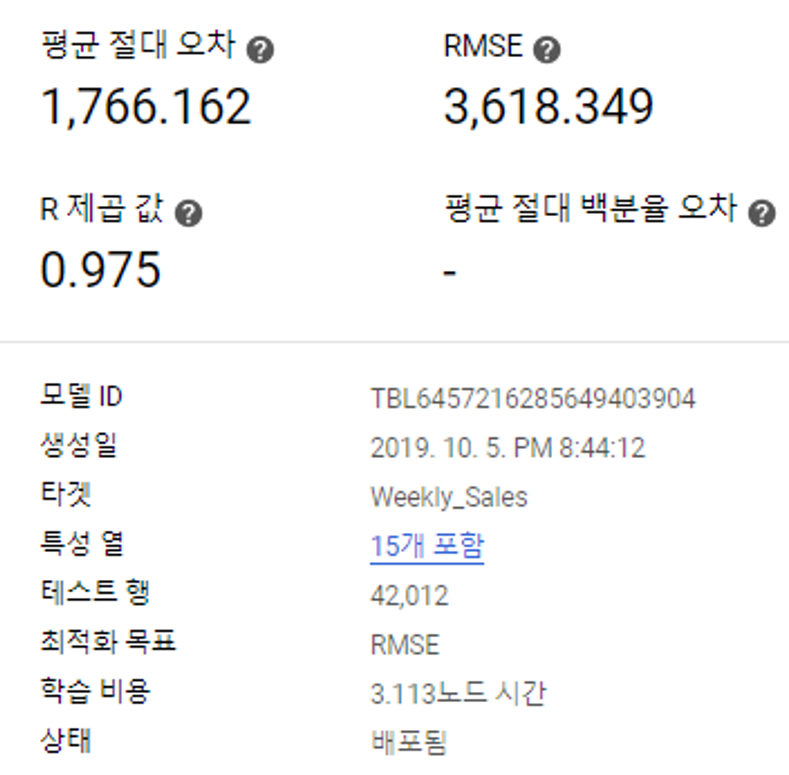 평균 절대 오차
RMSE
1,766.162
3,618.349
R 제곱 값
평균 절대 백분율 오차
0.975
-
모델 ID TBL6457216285649403904
생성일 2019. 10. 5. PM 8:44:12
타겟 Weekly_Sales
특성 열 15개 포함
테스트 행 42,012
최적화 목표 RMSE
학습 비용 3.113노드 시간
상태 배포됨